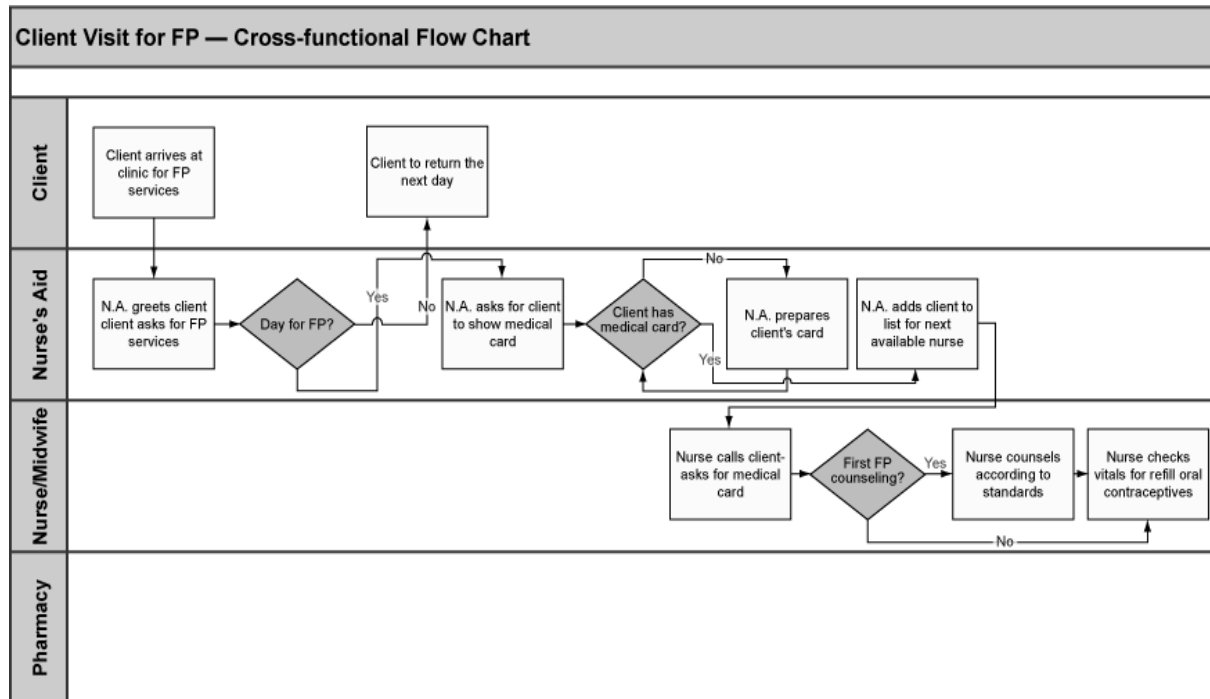 Client Visit for FP — Cross-functional Flow Chart
Client
Client arrives at
clinic for FP
services
Client to return the
next day
Nurse's Aid
N.A. greets client
client asks for FP
services
Day for FP?
Yes
No
N.A. asks for client
to show medical
card
Client has
medical card?
No
Yes
N.A. prepares
client's card
N.A. adds client to
list for next
available nurse
Nurse/Midwife
Nurse calls client-
asks for medical
card
First FP
counseling?
Yes
No
Nurse counsels
according to
standards
Nurse checks
vitals for refill oral
contraceptives
Pharmacy